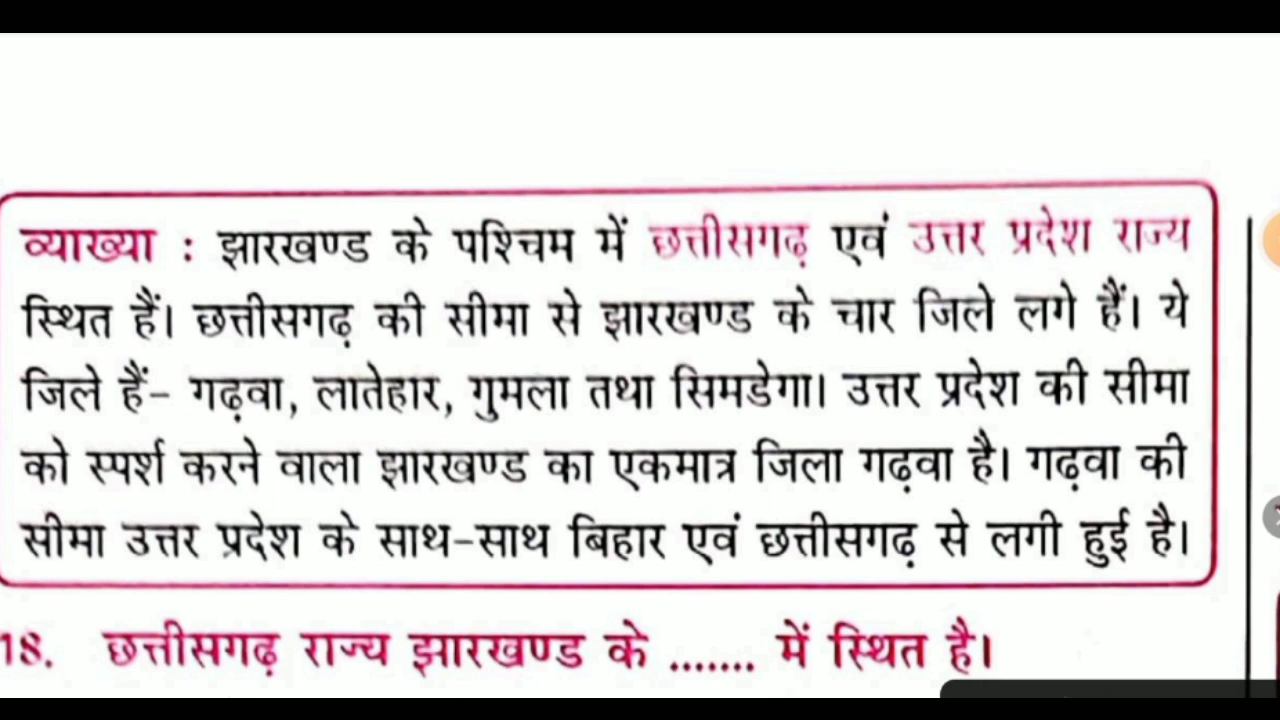 व्याख्या : झारखण्ड के पश्चिम में छत्तीसगढ़ एवं उत्तर प्रदेश राज्य
स्थित हैं। छत्तीसगढ़ की सीमा से झारखण्ड के चार जिले लगे हैं। ये
जिले हैं- गढ़वा, लातेहार, गुमला तथा सिमडेगा। उत्तर प्रदेश की सीमा
को स्पर्श करने वाला झारखण्ड का एकमात्र जिला गढ़वा है। गढ़वा की
सीमा उत्तर प्रदेश के साथ-साथ बिहार एवं छत्तीसगढ़ से लगी हुई है।
18. छत्तीसगढ़ राज्य झारखण्ड के ....... में स्थित है।